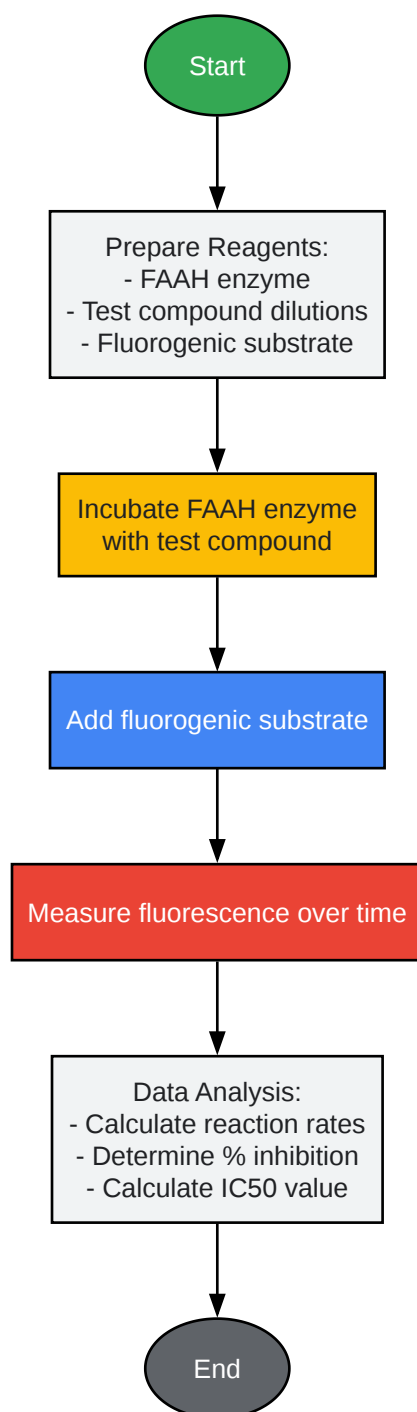 Start
Prepare Reagents:
- FAAH enzyme
- Test compound dilutions
- Fluorogenic substrate
Incubate FAAH enzyme
with test compound
Add fluorogenic substrate
Measure fluorescence over time
Data Analysis:
- Calculate reaction rates
- Determine % inhibition
- Calculate IC50 value
End